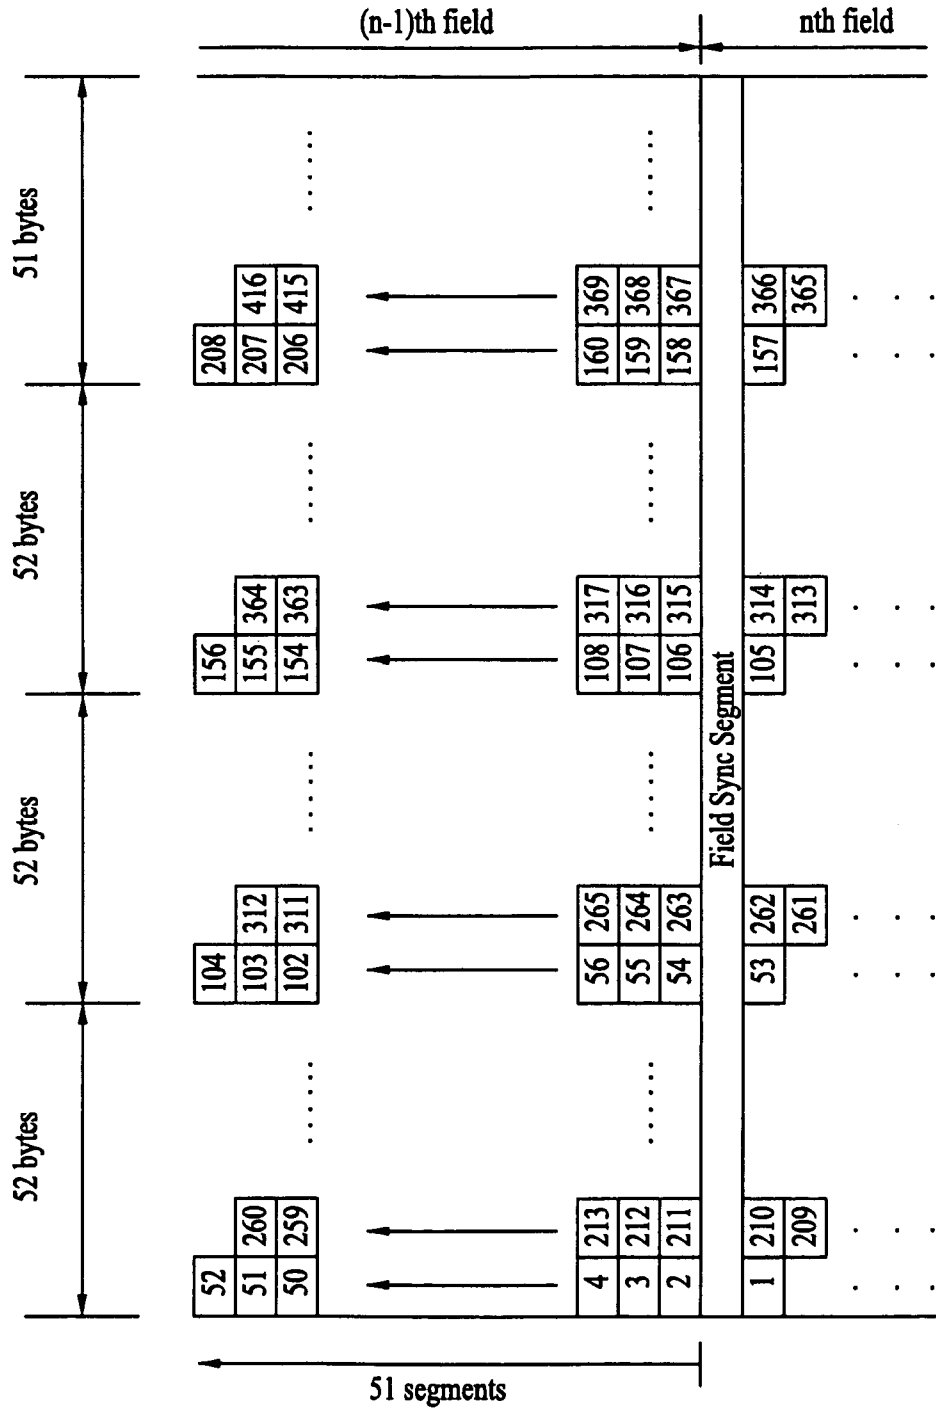 (n-1)th field
nth field
51 bytes
52 bytes
52 bytes
52 bytes
416 415 369 368 367 366 365
208 207 206 160 159 158 157
364 363 317 316 315 314 313
156 155 154 108 107 106 105
Field Sync Segment
312 311 265 264 263 262 261
104 103 102 56 55 54 53
260 259 213 212 211 210 209
52 51 50 4 3 2 1
51 segments